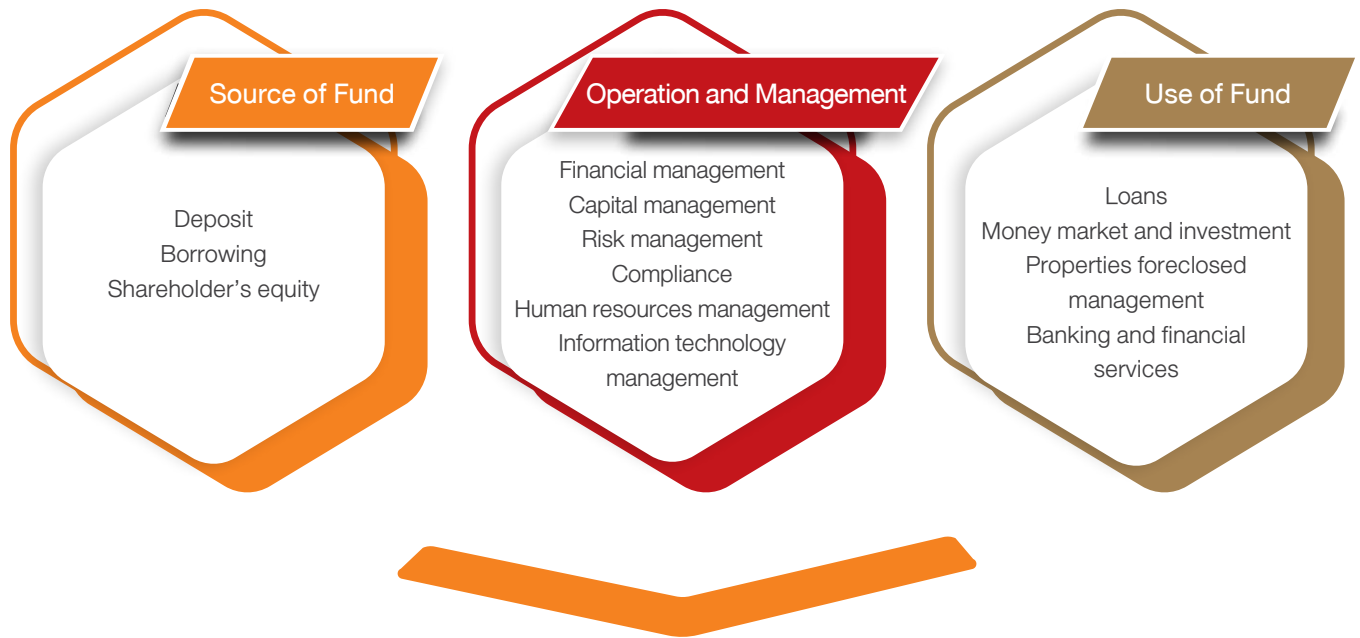 Source of Fund
Deposit
Borrowing
Shareholder’s equity
Operation and Management
Financial management
Capital management
Risk management
Compliance
Human resources management
Information technology
management
Use of Fund
Loans
Money market and investment
Properties foreclosed
management
Banking and financial
services